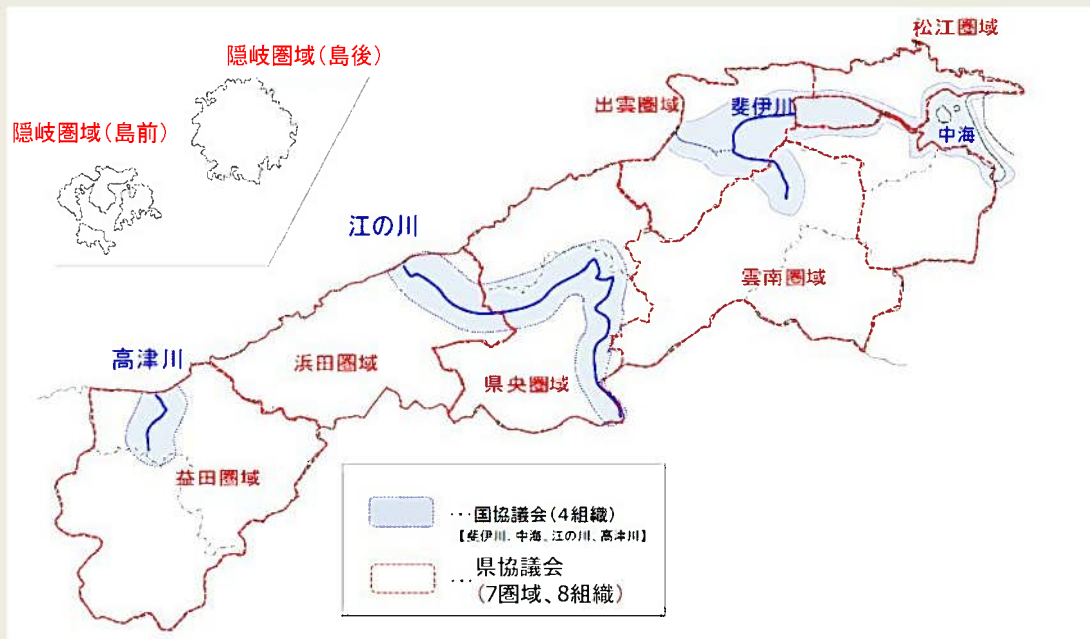 松江圏域
隠岐圏域(島後)
出雲圏域
斐伊川
隠岐圏域(島前)
中海
江の川
雲南圏域
高津川
浜田圏域
県央圏域
益田圏域
…国協議会(4組織)
【斐伊川、中海、江の川、高津川】
…県協議会
(7圏域、8組織)